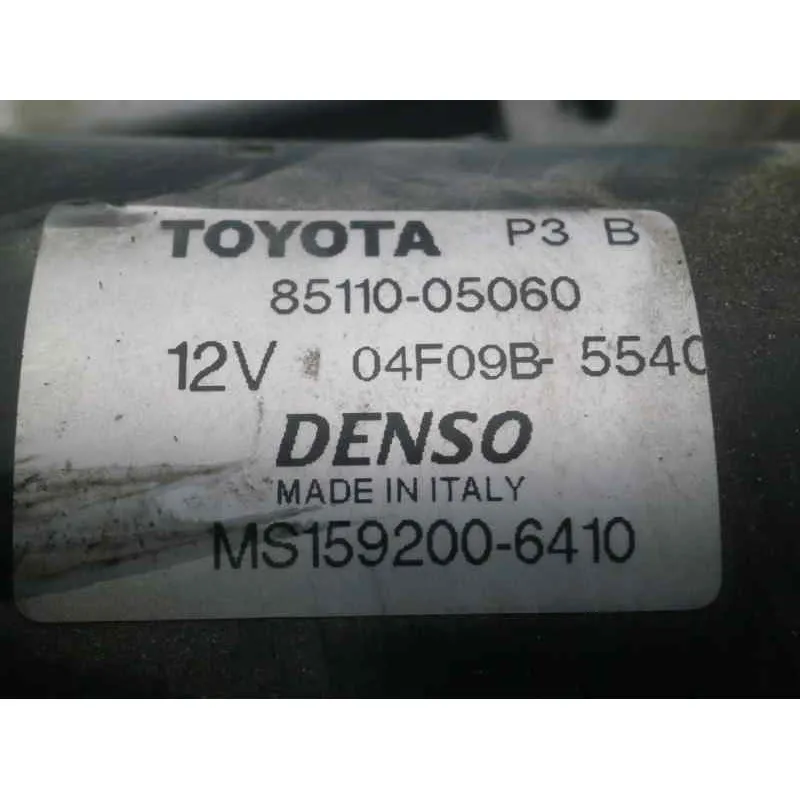 TOYOTA P3 B
85110-05060
12V 04F09B- 5540
DENSO
MADE IN ITALY
MS159200-6410